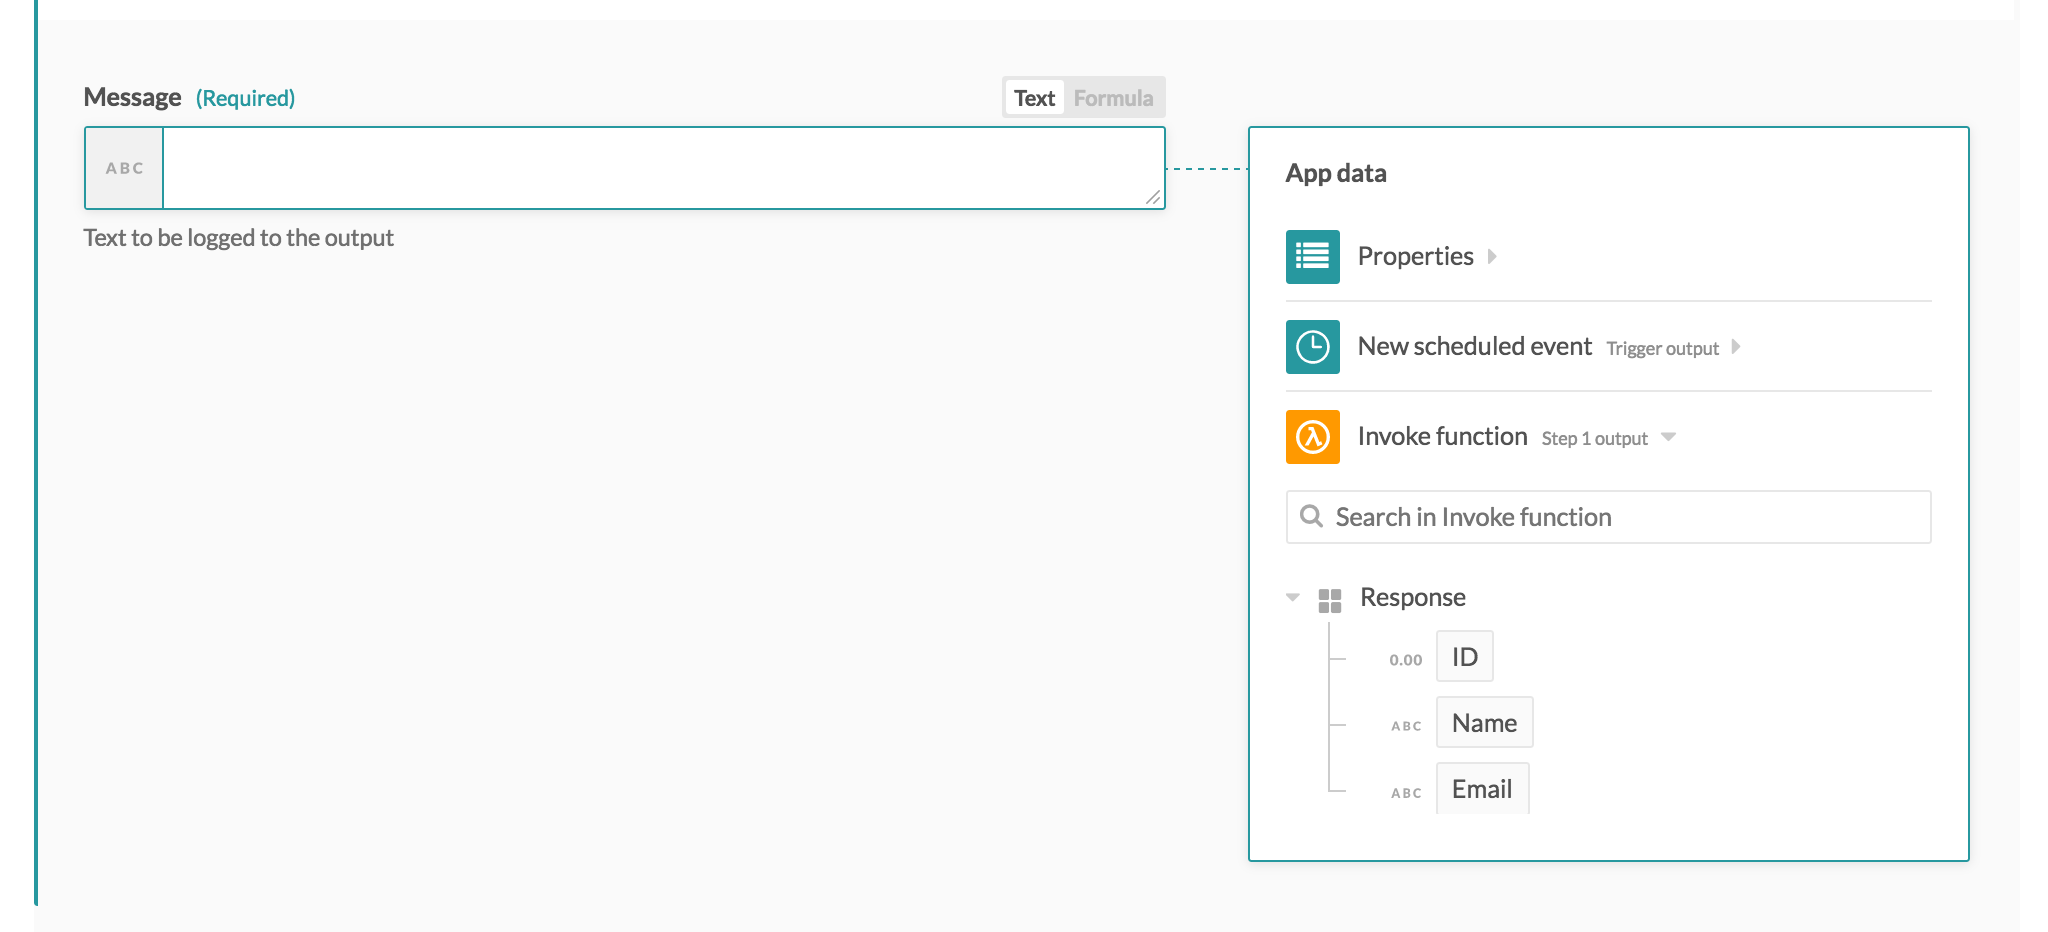 Message (Required)
Text Formula
ABC
Text to be logged to the output
App data
Properties
New scheduled event Trigger output
Invoke function Step 1 output
Search in Invoke function
Response
0.00 ID
ABC Name
ABC Email